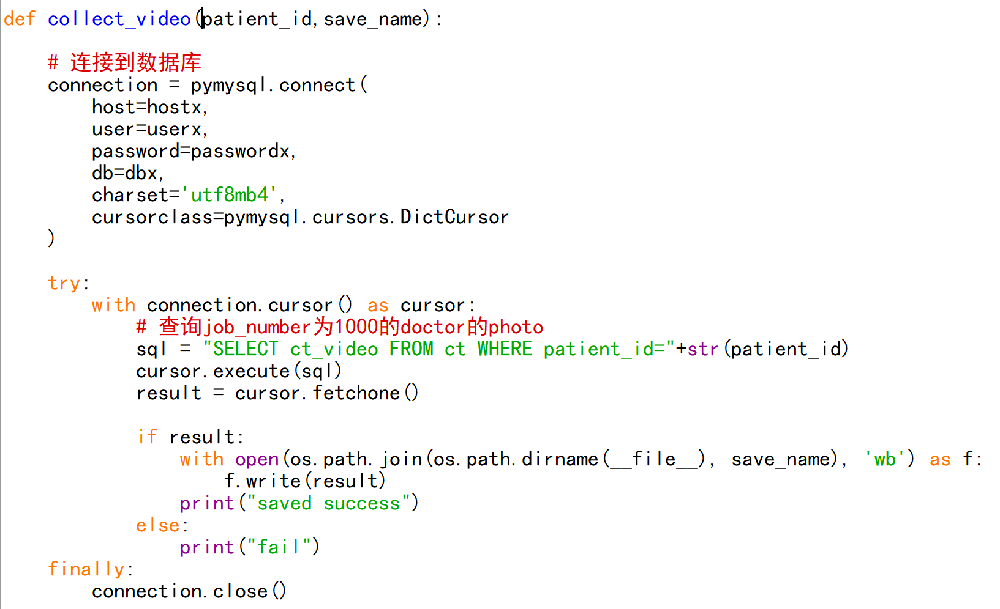 def collect_video(patient_id,save_name):
# 连接到数据库
connection = pymysql.connect(
host=hostx,
user=userx,
password=passwordx,
db=dbx,
charset='utf8mb4',
cursorclass=pymysql.cursors.DictCursor
)
try:
with connection.cursor() as cursor:
# 查询job_number为1000的doctor的photo
sql = "SELECT ct_video FROM ct WHERE patient_id="+str(patient_id)
cursor.execute(sql)
result = cursor.fetchone()
if result:
with open(os.path.join(os.path.dirname(__file__), save_name), 'wb') as f:
f.write(result)
print("saved success")
else:
print("fail")
finally:
connection.close()